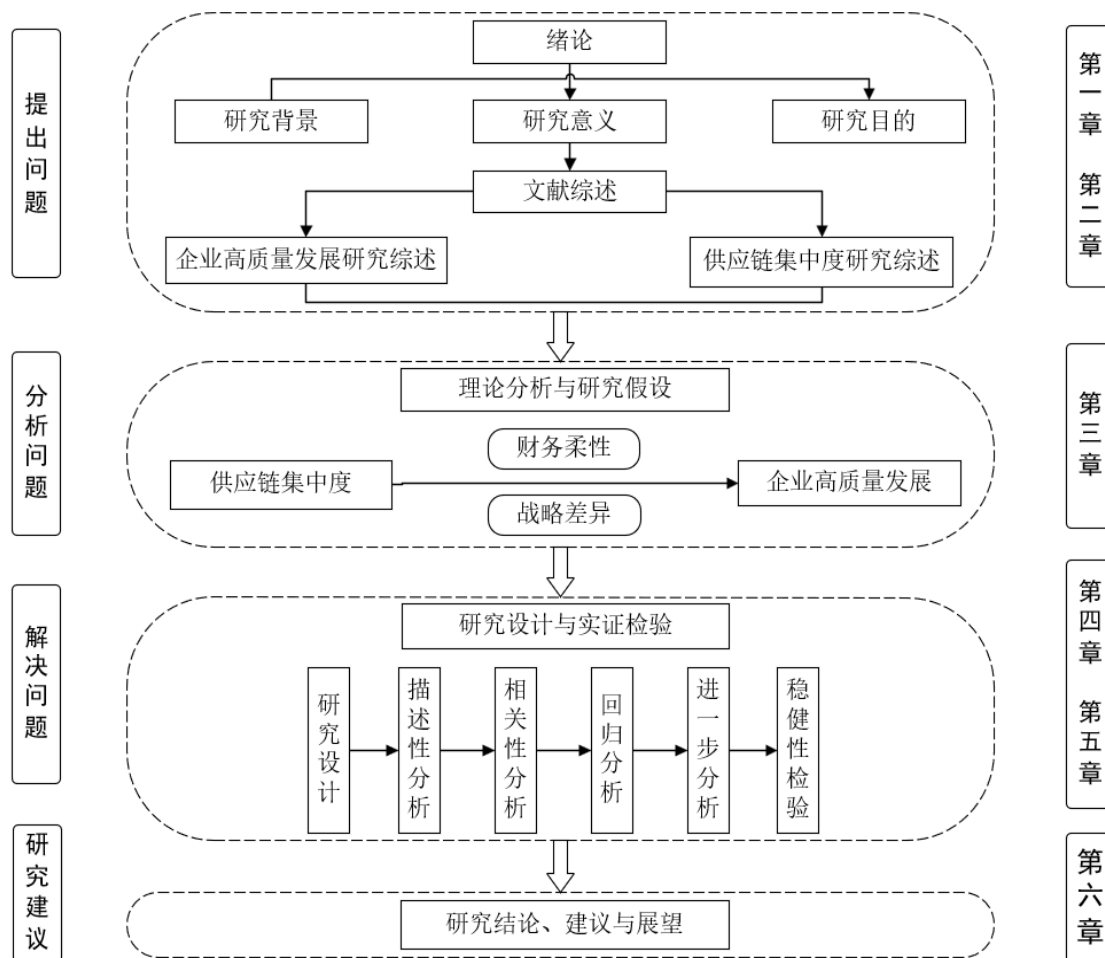 绪论
提出问题
第一章 第二章
研究背景
研究意义
研究目的
文献综述
企业高质量发展研究综述
供应链集中度研究综述
分析问题
第三章
理论分析与研究假设
财务柔性
供应链集中度
企业高质量发展
战略差异
解决问题
第四章 第五章
研究设计与实证检验
研究设计
描述性分析
相关性分析
回归分析
进一步分析
稳健性检验
研究建议
第六章
研究结论、建议与展望